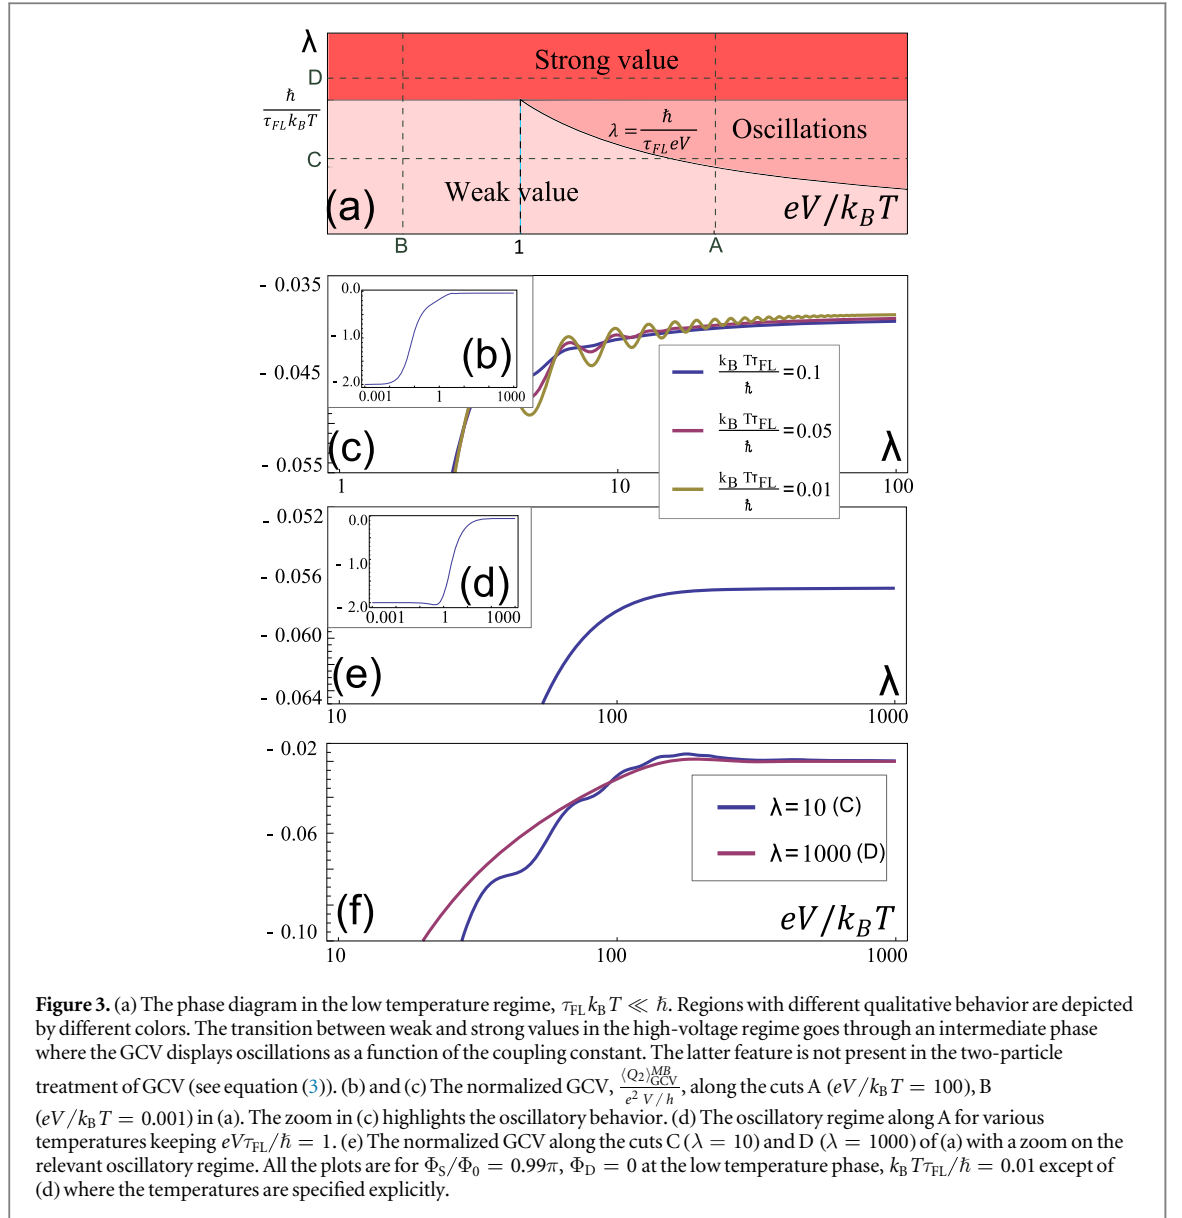 λ
Strong value
D
ħ
τ_FL k_B T
λ = ħ / τ_FL eV
Oscillations
C
Weak value
(a)
eV/k_B T
B
1
A
- 0.035
0.0
- 1.0
- 2.0
(b)
0.001
1
1000
- 0.045
k_B Tτ_FL / ħ = 0.1
k_B Tτ_FL / ħ = 0.05
k_B Tτ_FL / ħ = 0.01
(c)
λ
- 0.055
1
10
100
- 0.052
0.0
- 1.0
- 2.0
(d)
0.001
1
1000
- 0.056
- 0.060
(e)
λ
- 0.064
10
100
1000
- 0.02
λ=10 (C)
λ=1000 (D)
- 0.06
(f)
eV/k_B T
- 0.10
10
100
1000
Figure 3. (a) The phase diagram in the low temperature regime, τ_FL k_B T ≪ ħ. Regions with different qualitative behavior are depicted
by different colors. The transition between weak and strong values in the high-voltage regime goes through an intermediate phase
where the GCV displays oscillations as a function of the coupling constant. The latter feature is not present in the two-particle
treatment of GCV (see equation (3)). (b) and (c) The normalized GCV, ⟨Q_2⟩^MB_GCV / e^2 V/h, along the cuts A (eV/k_B T = 100), B
(eV/k_B T = 0.001) in (a). The zoom in (c) highlights the oscillatory behavior. (d) The oscillatory regime along A for various
temperatures keeping eVτ_FL/ħ = 1. (e) The normalized GCV along the cuts C (λ = 10) and D (λ = 1000) of (a) with a zoom on the
relevant oscillatory regime. All the plots are for Φ_S/Φ_0 = 0.99π, Φ_D = 0 at the low temperature phase, k_B Tτ_FL/ħ = 0.01 except of
(d) where the temperatures are specified explicitly.